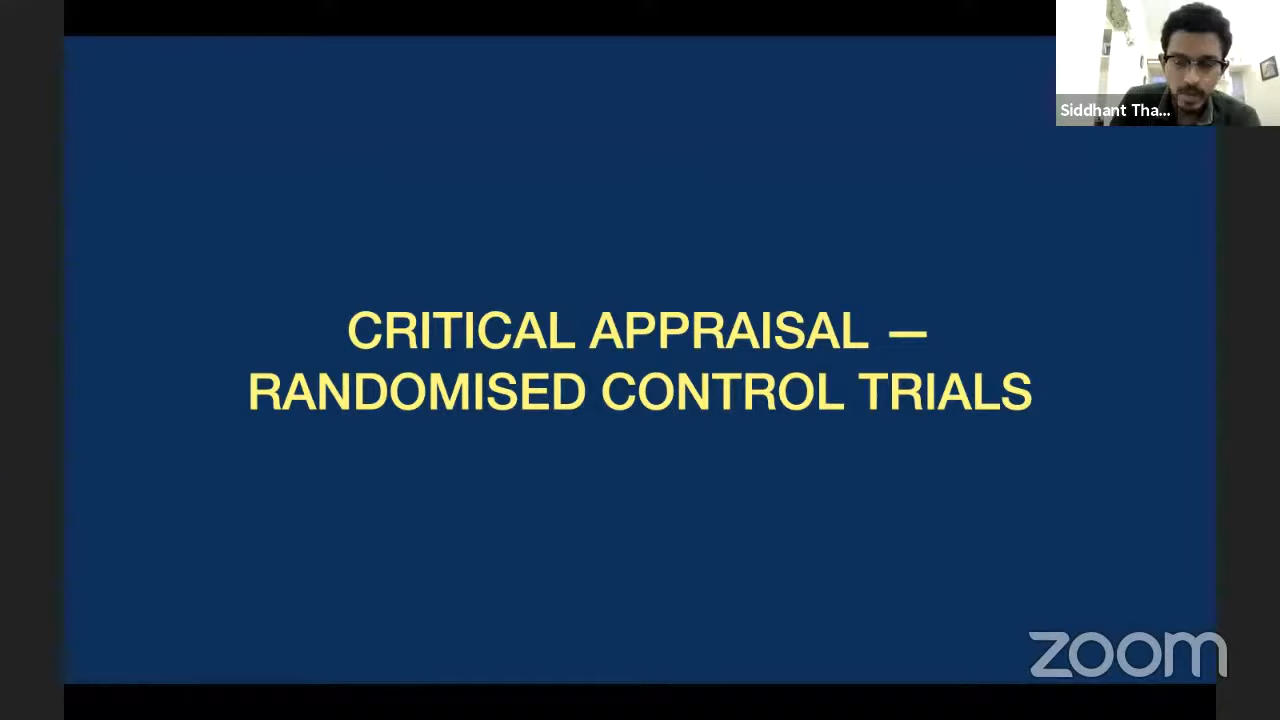 Siddhant Tha...
CRITICAL APPRAISAL —
RANDOMISED CONTROL TRIALS
zoom